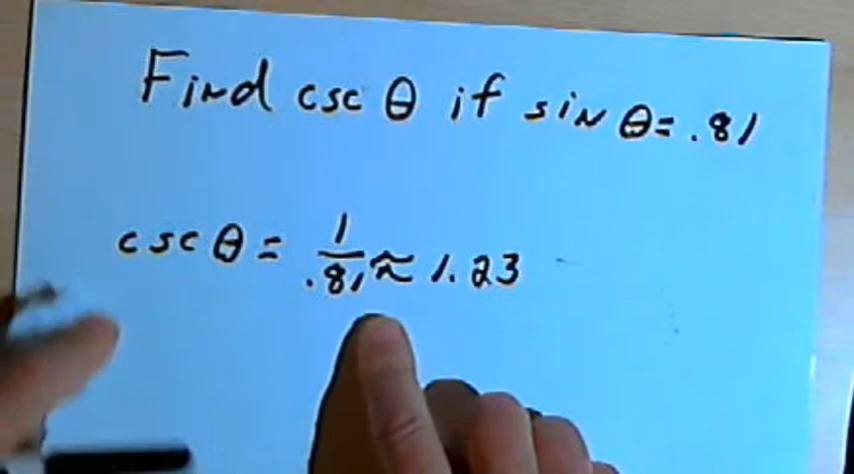 Find csc θ if sin θ = .81
csc θ = 1/.81 ≈ 1.23